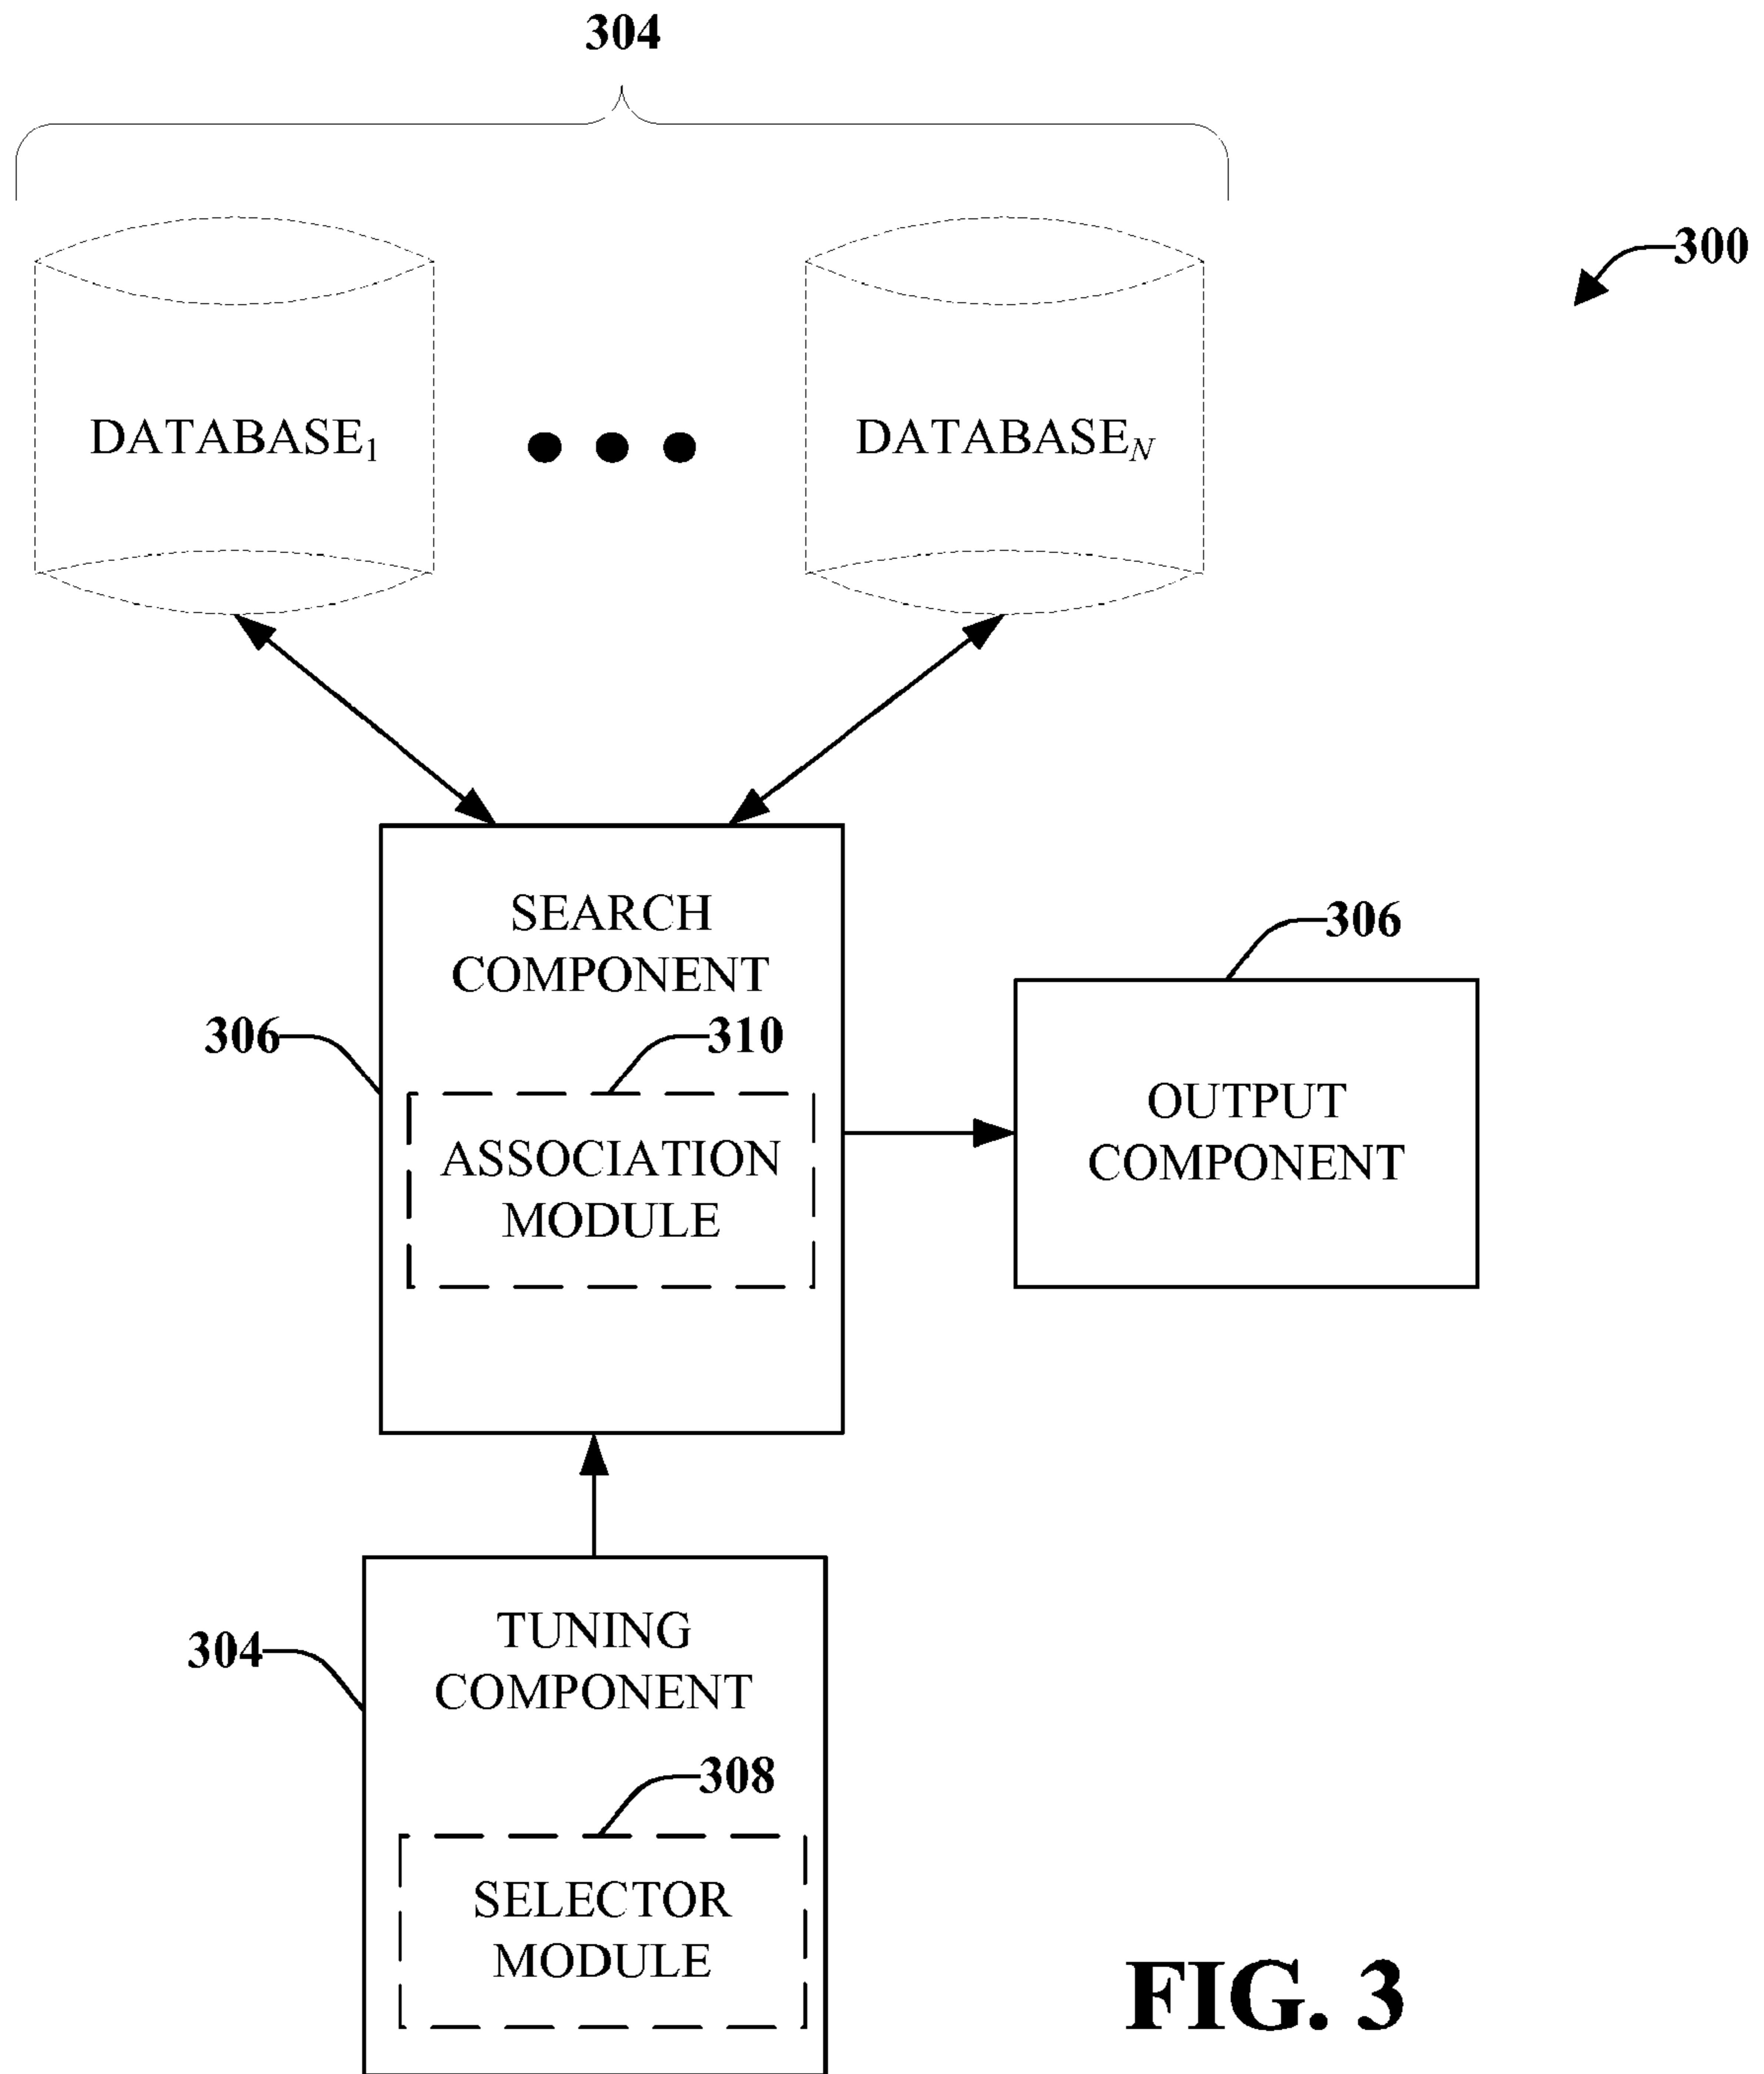 304
300
DATABASE₁
DATABASE_N
SEARCH
COMPONENT
306
306
310
ASSOCIATION
MODULE
OUTPUT
COMPONENT
TUNING
COMPONENT
304
308
SELECTOR
MODULE
FIG. 3